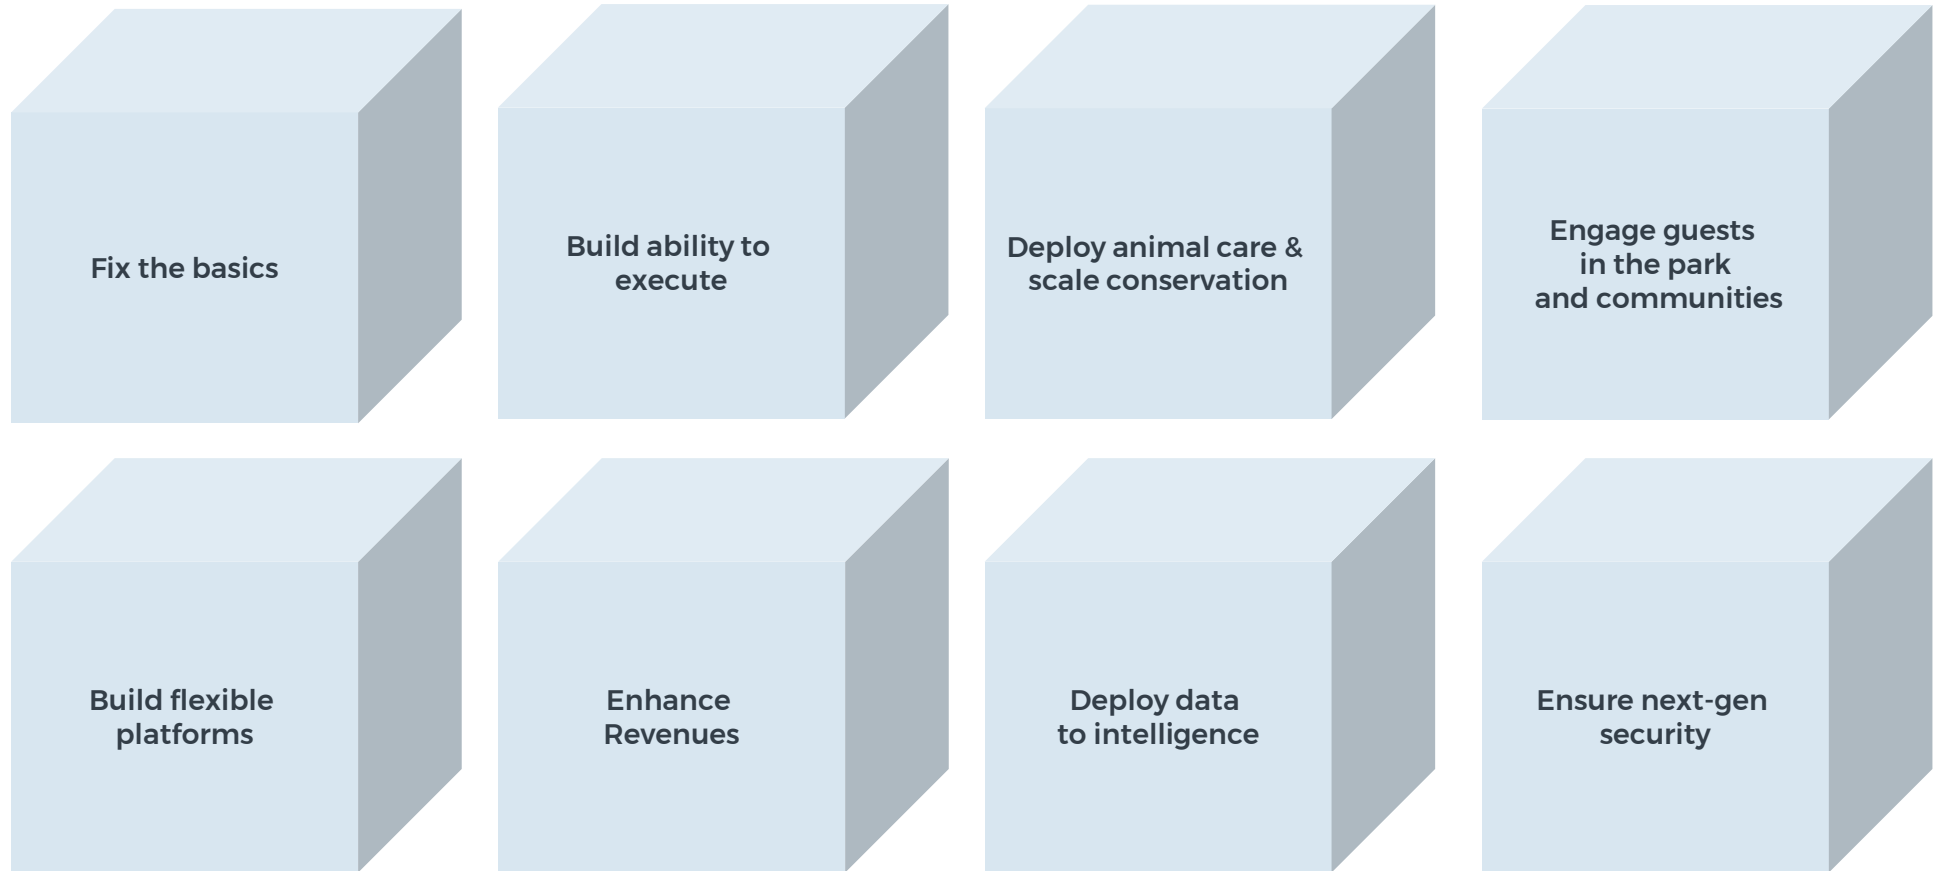 Fix the basics
Build ability to
execute
Deploy animal care &
scale conservation
Engage guests
in the park
and communities
Build flexible
platforms
Enhance
Revenues
Deploy data
to intelligence
Ensure next-gen
security